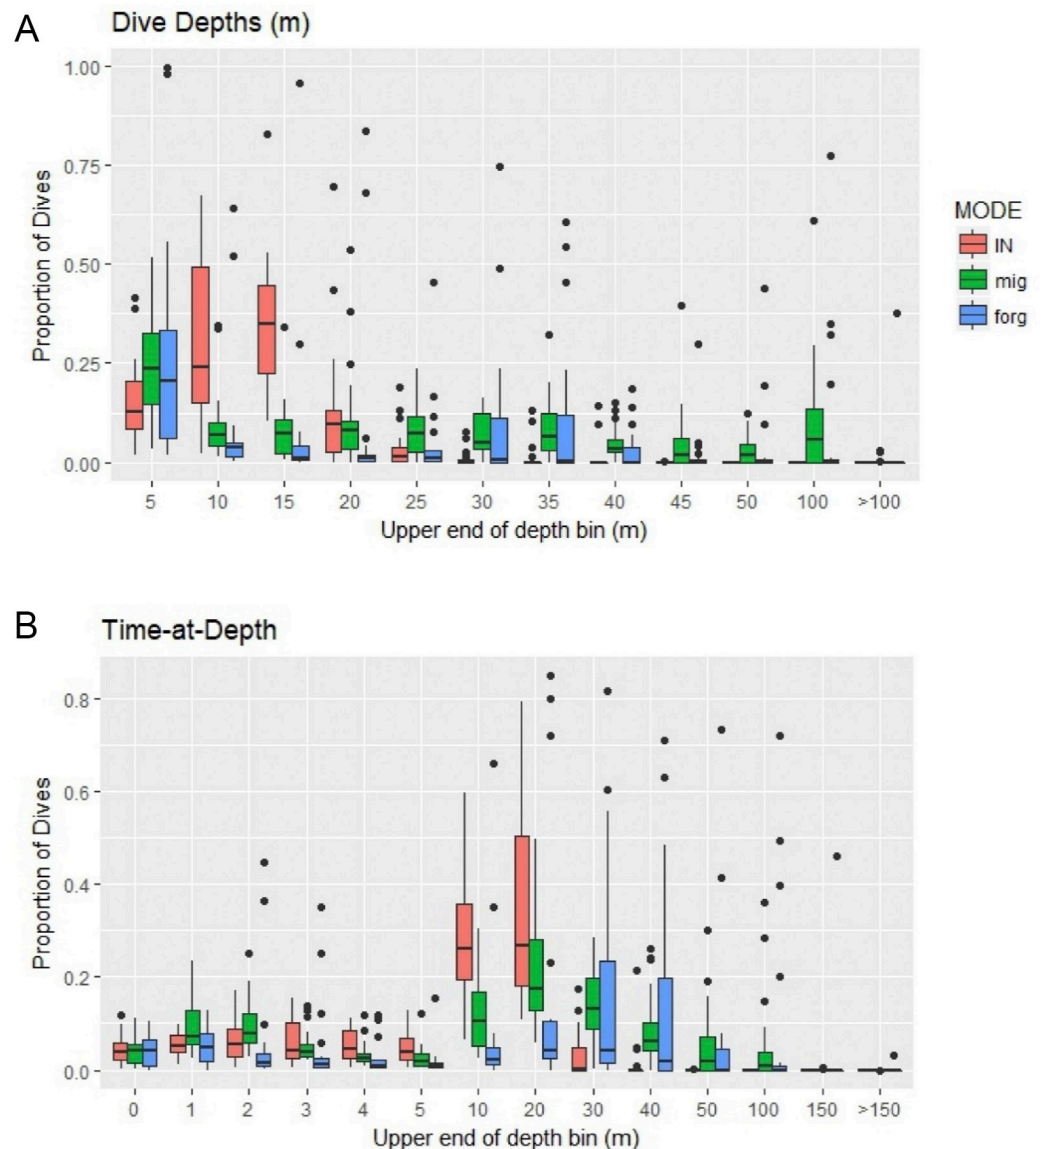 A
Dive Depths (m)
1.00
0.75
0.50
0.25
0.00
Proportion of Dives
5 10 15 20 25 30 35 40 45 50 100 >100
Upper end of depth bin (m)
MODE
IN
mig
forg
B
Time-at-Depth
0.8
0.6
0.4
0.2
0.0
Proportion of Dives
0 1 2 3 4 5 10 20 30 40 50 100 150 >150
Upper end of depth bin (m)